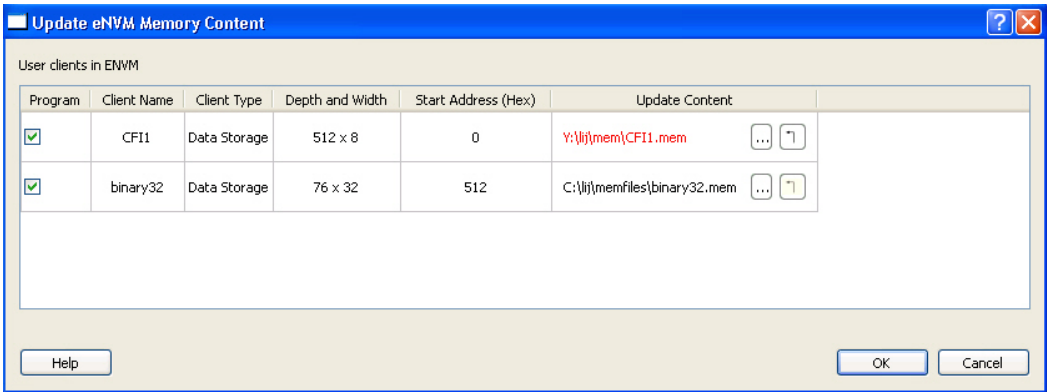 Update eNVM Memory Content
User clients in ENVM
Program Client Name Client Type Depth and Width Start Address (Hex) Update Content
CFI1 Data Storage 512 x 8 0 Y:\lij\mem\CFI1.mem ...
binary32 Data Storage 76 x 32 512 C:\lij\memfiles\binary32.mem ...
Help OK Cancel